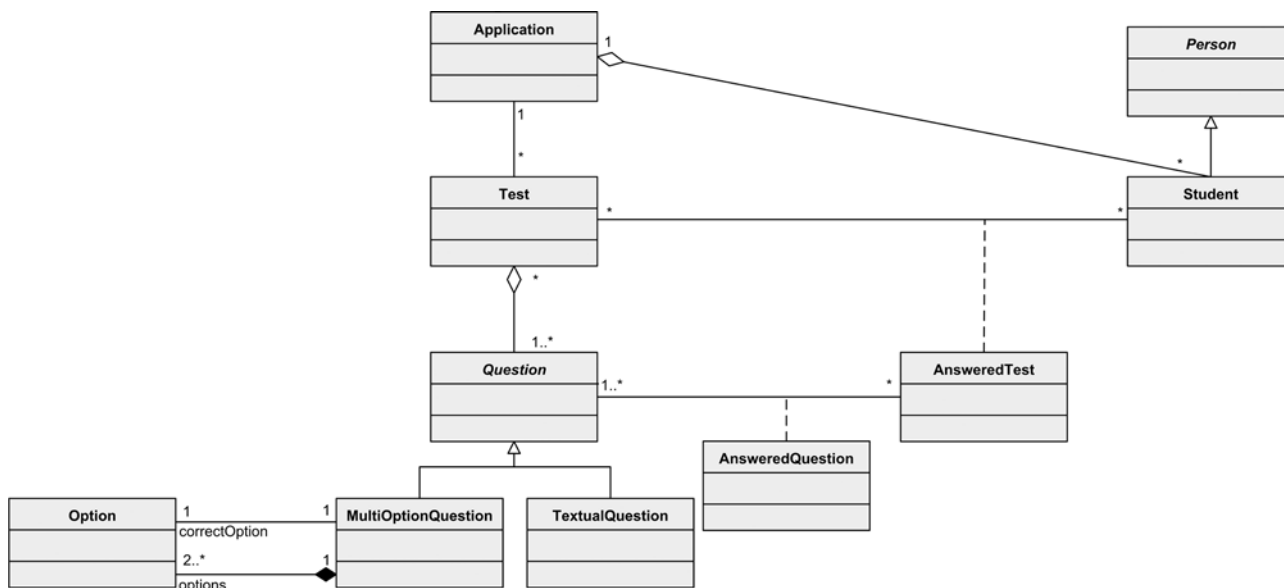 Application
1
Person
1
*
*
Test
Student
*
*
*
1..*
Question
AnsweredTest
1..*
*
AnsweredQuestion
Option
1
1
MultiOptionQuestion
TextualQuestion
correctOption
2..*
1
options